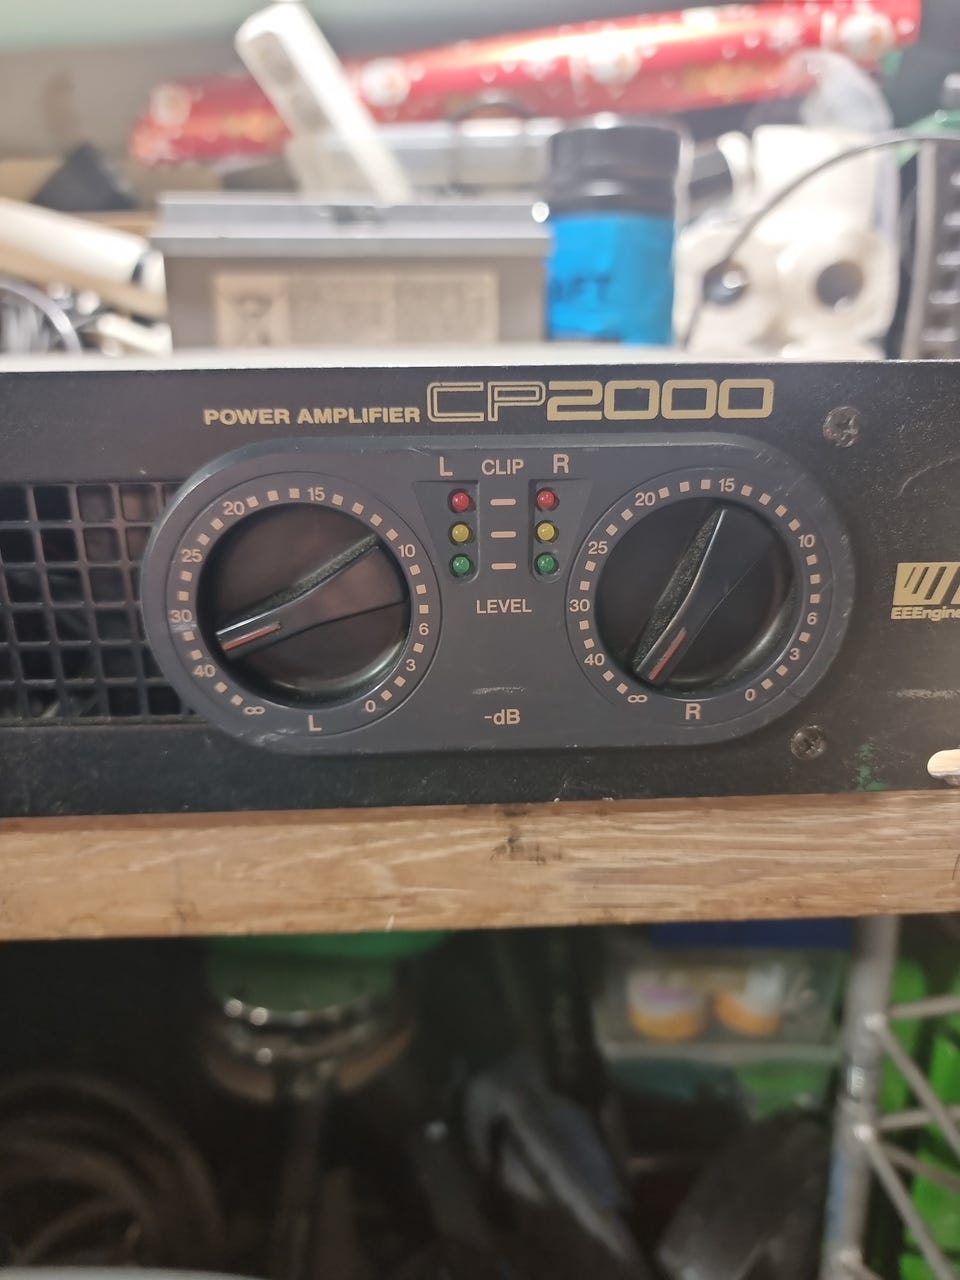 POWER AMPLIFIER CP2000
L CLIP R
LEVEL
-dB
∞ 40 30 25 20 15 10 6 3 0
L
∞ 40 30 25 20 15 10 6 3 0
R
EEEngine